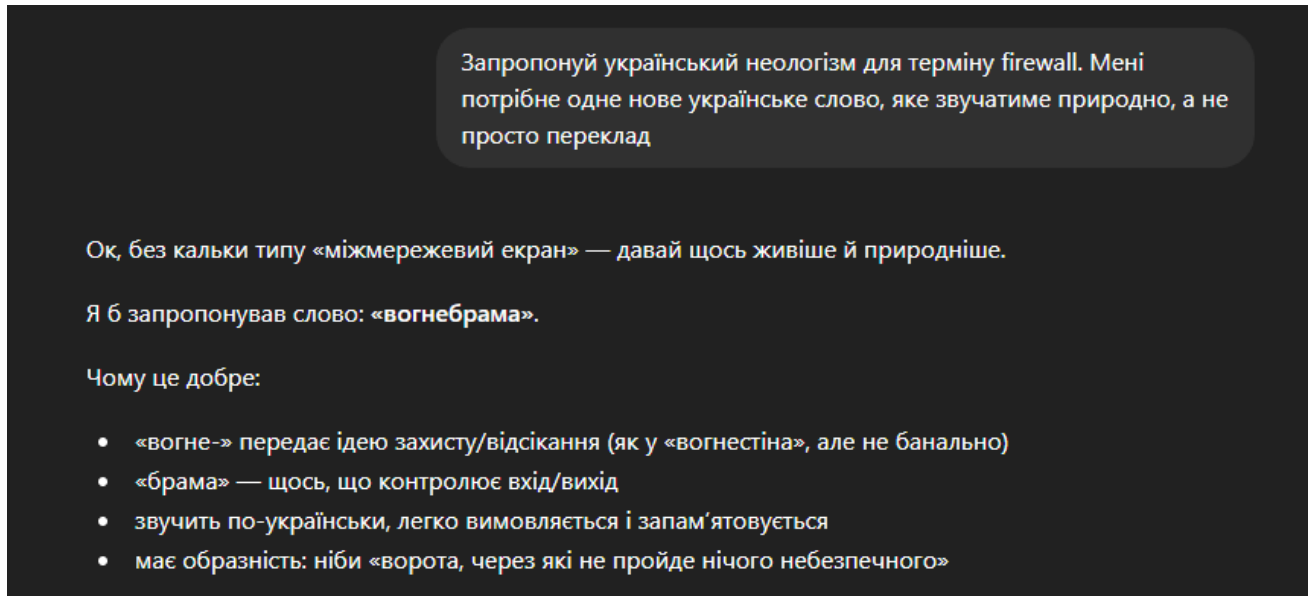 Запропонуй український неологізм для терміну firewall. Мені
потрібне одне нове українське слово, яке звучатиме природно, а не
просто переклад
Ок, без кальки типу «міжмережевий екран» — давай щось живіше й природніше.
Я б запропонував слово: «вогнебрама».
Чому це добре:
• «вогне-» передає ідею захисту/відсікання (як у «вогнестіна», але не банально)
• «брама» — щось, що контролює вхід/вихід
• звучить по-українськи, легко вимовляється і запам’ятовується
• має образність: ніби «ворота, через які не пройде нічого небезпечного»